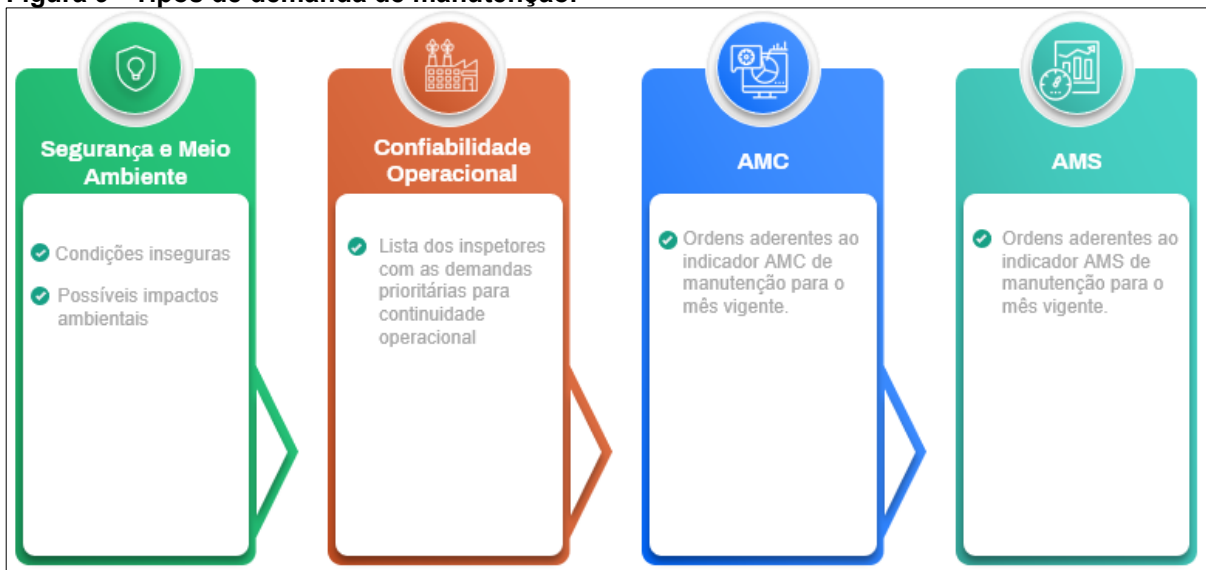 Segurança e Meio
Ambiente
Condições inseguras
Possíveis impactos
ambientais
Confiabilidade
Operacional
Lista dos inspetores
com as demandas
prioritárias para
continuidade
operacional
AMC
Ordens aderentes ao
indicador AMC de
manutenção para o
mês vigente.
AMS
Ordens aderentes ao
indicador AMS de
manutenção para o
mês vigente.